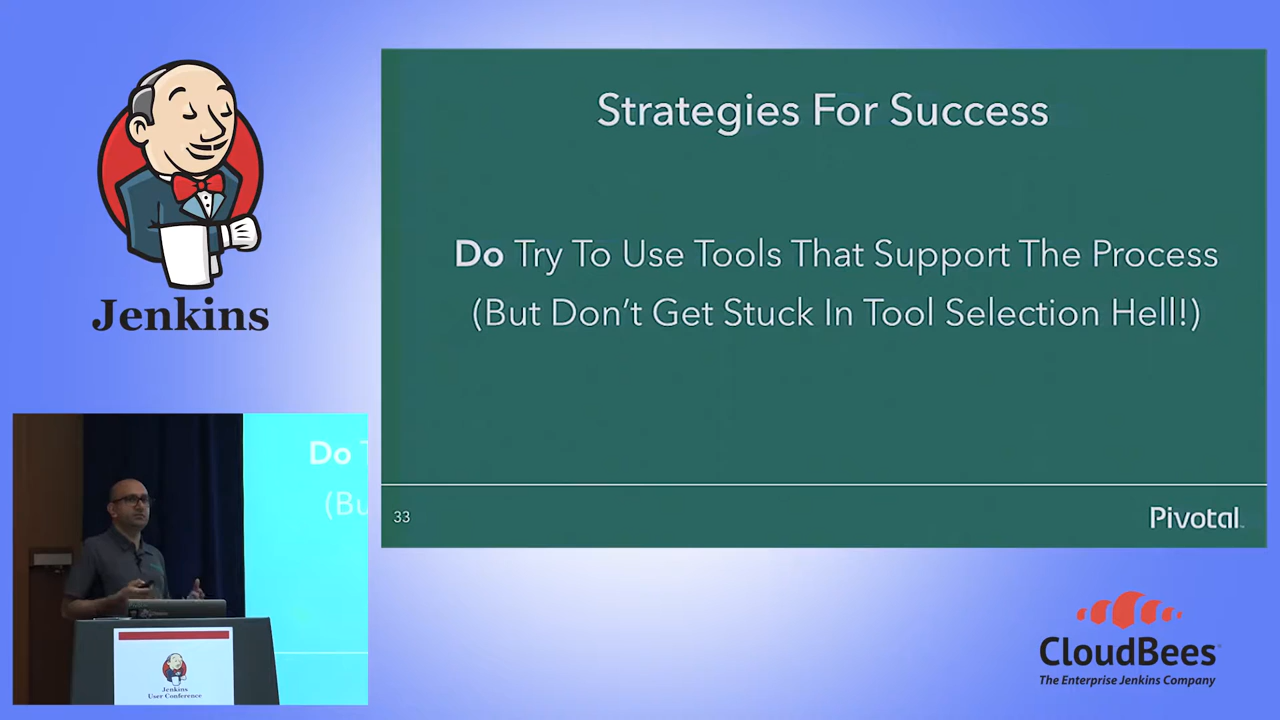 Jenkins
Strategies For Success
Do Try To Use Tools That Support The Process
(But Don't Get Stuck In Tool Selection Hell!)
33
Pivotal
Do
(Bu
Jenkins
User Conference
CloudBees
The Enterprise Jenkins Company